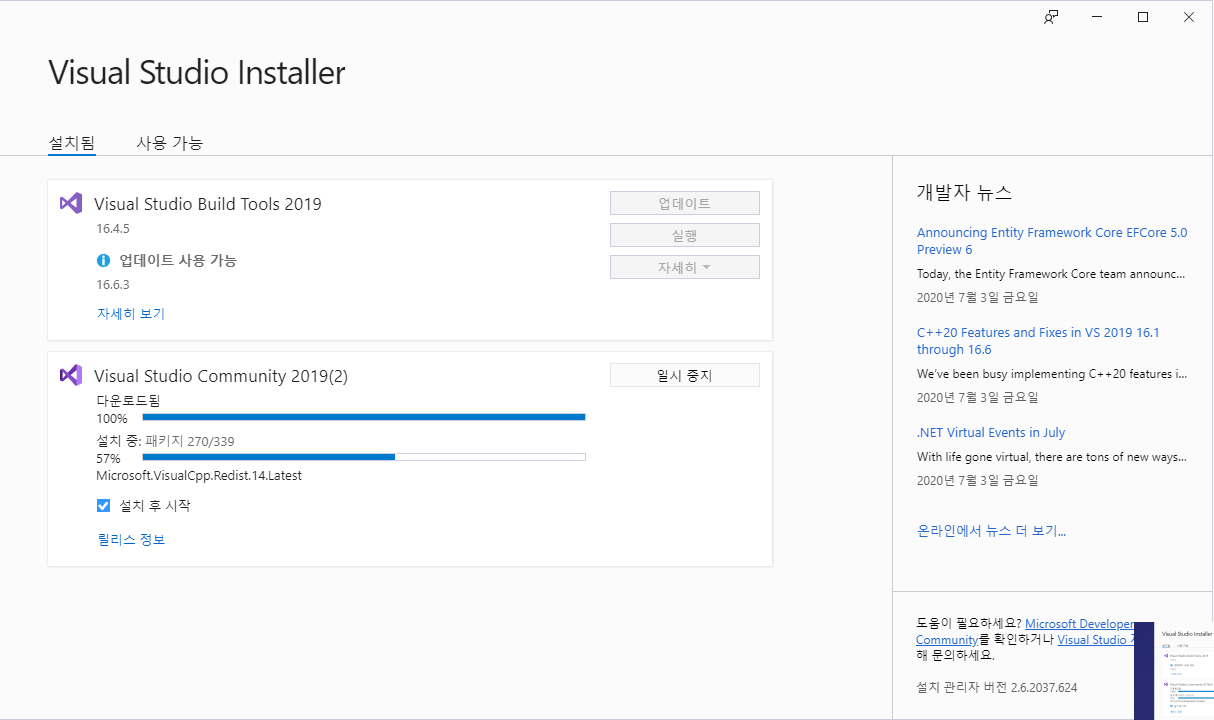 Visual Studio Installer
설치됨
사용 가능
Visual Studio Build Tools 2019
16.4.5
업데이트 사용 가능
16.6.3
자세히 보기
업데이트
실행
자세히
Visual Studio Community 2019(2)
일시 중지
다운로드됨
100%
설치 중: 패키지 270/339
57%
Microsoft.VisualCpp.Redist.14.Latest
설치 후 시작
릴리스 정보
개발자 뉴스
Announcing Entity Framework Core EFCore 5.0
Preview 6
Today, the Entity Framework Core team announc...
2020년 7월 3일 금요일
C++20 Features and Fixes in VS 2019 16.1
through 16.6
We've been busy implementing C++20 features i...
2020년 7월 3일 금요일
.NET Virtual Events in July
With life gone virtual, there are tons of new ways...
2020년 7월 3일 금요일
온라인에서 뉴스 더 보기...
도움이 필요하세요? Microsoft Developer
Community를 확인하거나 Visual Studio
해 문의하세요.
설치 관리자 버전 2.6.2037.624
Visual Studio Installer